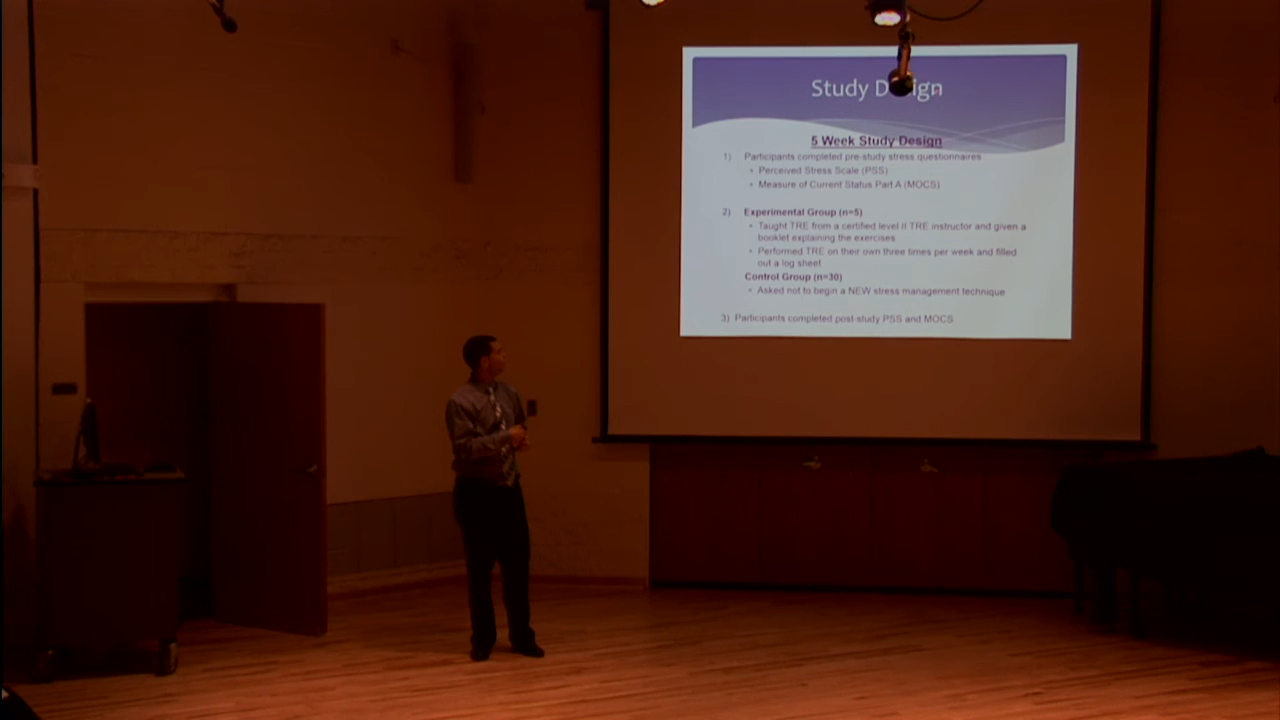 Study D ign
5 Week Study Design
1) Participants completed pre-study stress questionnaires
• Perceived Stress Scale (PSS)
• Measure of Current Status Part A (MOCS)
2) Experimental Group (n=5)
• Taught TRE from a certified level II TRE instructor and given a
booklet explaining the exercises
• Performed TRE on their own three times per week and filled
out a log sheet
Control Group (n=30)
• Asked not to begin a NEW stress management technique
3) Participants completed post-study PSS and MOCS